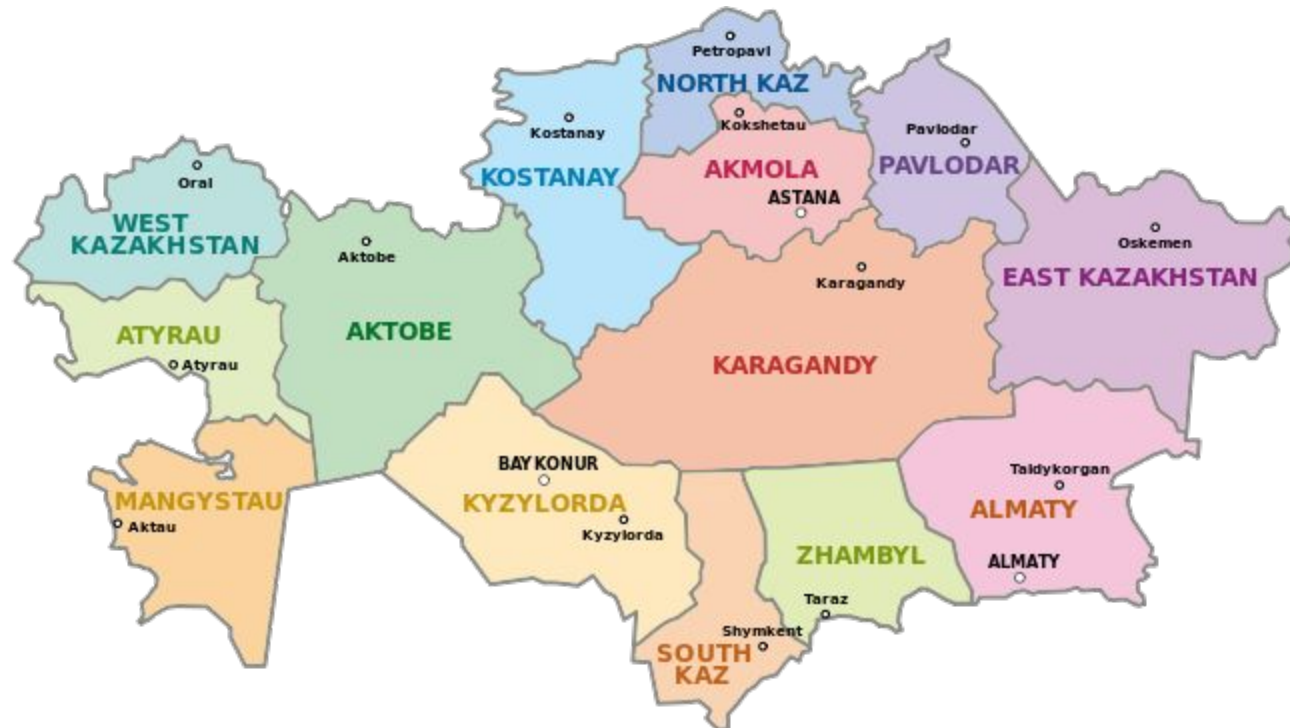 Petropavl
NORTH KAZ
Kostanay
Kokshetau
Pavlodar
KOSTANAY
AKMOLA
PAVLODAR
ASTANA
Oral
WEST
KAZAKHSTAN
Aktobe
Karagandy
Oskemen
EAST KAZAKHSTAN
ATYRAU
Atyrau
AKTOBE
KARAGANDY
BAYKONUR
KYZYLORDA
Kyzylorda
MANGYSTAU
Aktau
Taldykorgan
ALMATY
ALMATY
ZHAMBYL
Taraz
Shymkent
SOUTH
KAZ